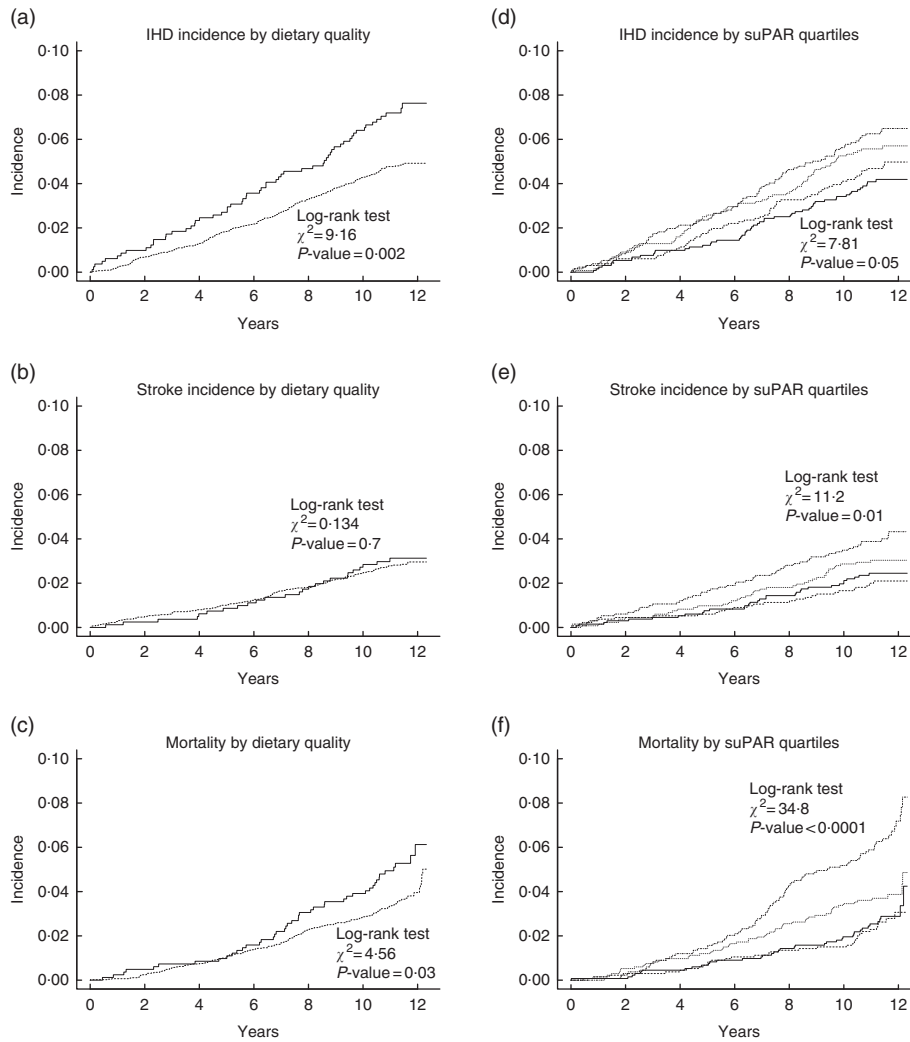 (a)
IHD incidence by dietary quality
0·10
0·08
0·06
0·04
0·02
0·00
Incidence
Log-rank test
χ²=9·16
P-value=0·002
0 2 4 6 8 10 12
Years
(b)
Stroke incidence by dietary quality
0·10
0·08
0·06
0·04
0·02
0·00
Incidence
Log-rank test
χ²=0·134
P-value=0·7
0 2 4 6 8 10 12
Years
(c)
Mortality by dietary quality
0·10
0·08
0·06
0·04
0·02
0·00
Incidence
Log-rank test
χ²=4·56
P-value=0·03
0 2 4 6 8 10 12
Years
(d)
IHD incidence by suPAR quartiles
0·10
0·08
0·06
0·04
0·02
0·00
Incidence
Log-rank test
χ²=7·81
P-value=0·05
0 2 4 6 8 10 12
Years
(e)
Stroke incidence by suPAR quartiles
0·10
0·08
0·06
0·04
0·02
0·00
Incidence
Log-rank test
χ²=11·2
P-value=0·01
0 2 4 6 8 10 12
Years
(f)
Mortality by suPAR quartiles
0·10
0·08
0·06
0·04
0·02
0·00
Incidence
Log-rank test
χ²=34·8
P-value<0·0001
0 2 4 6 8 10 12
Years